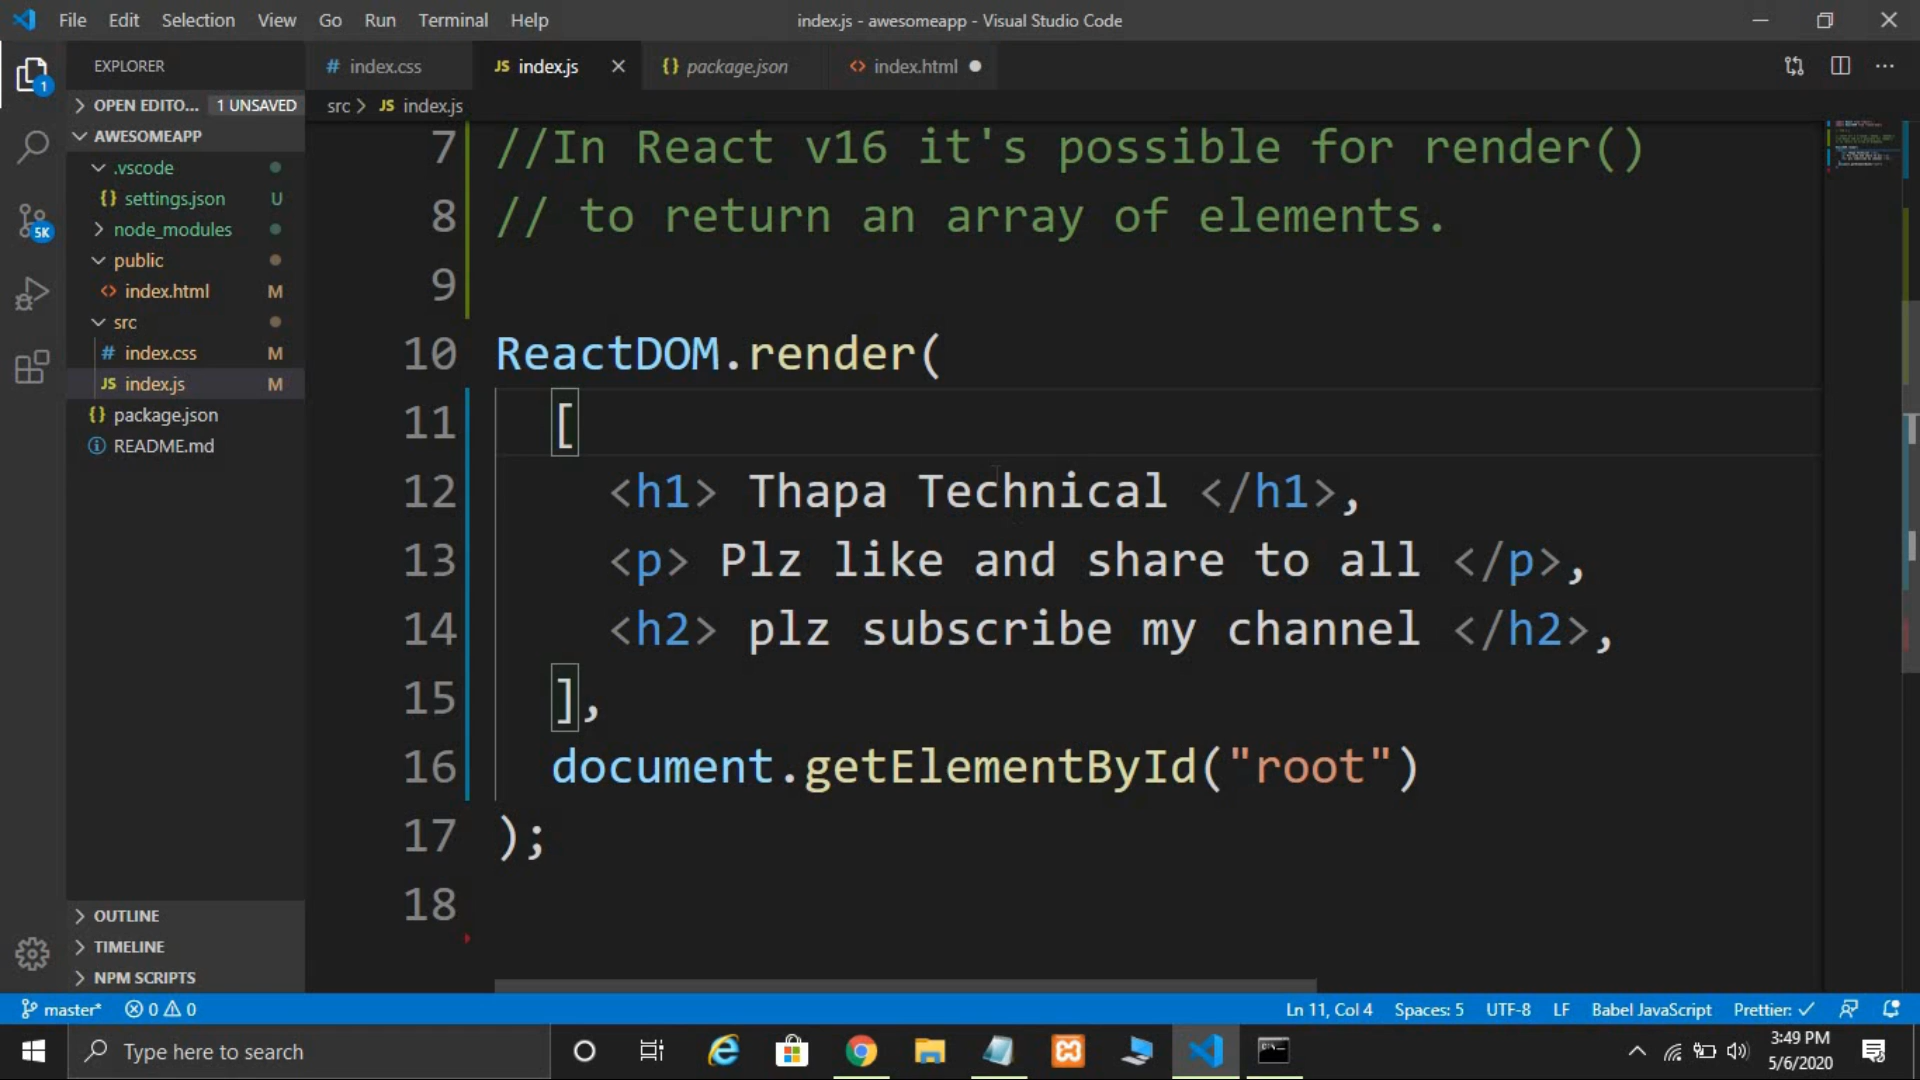 File Edit Selection View Go Run Terminal Help
index.js - awesomeapp - Visual Studio Code
EXPLORER
OPEN EDITO... 1 UNSAVED
AWESOMEAPP
.vscode
{} settings.json U
node_modules
public
<> index.html M
src
# index.css M
JS index.js M
{} package.json
README.md
OUTLINE
TIMELINE
NPM SCRIPTS
1
5K
# index.css
JS index.js
{} package.json
<> index.html
src > JS index.js
7 //In React v16 it's possible for render()
8 // to return an array of elements.
9
10 ReactDOM.render(
11 [
12 <h1> Thapa Technical </h1>,
13 <p> Plz like and share to all </p>,
14 <h2> plz subscribe my channel </h2>,
15 ],
16 document.getElementById("root")
17 );
18
master* 0 0
Ln 11, Col 4 Spaces: 5 UTF-8 LF Babel JavaScript Prettier: ✓
Type here to search
3:49 PM
5/6/2020